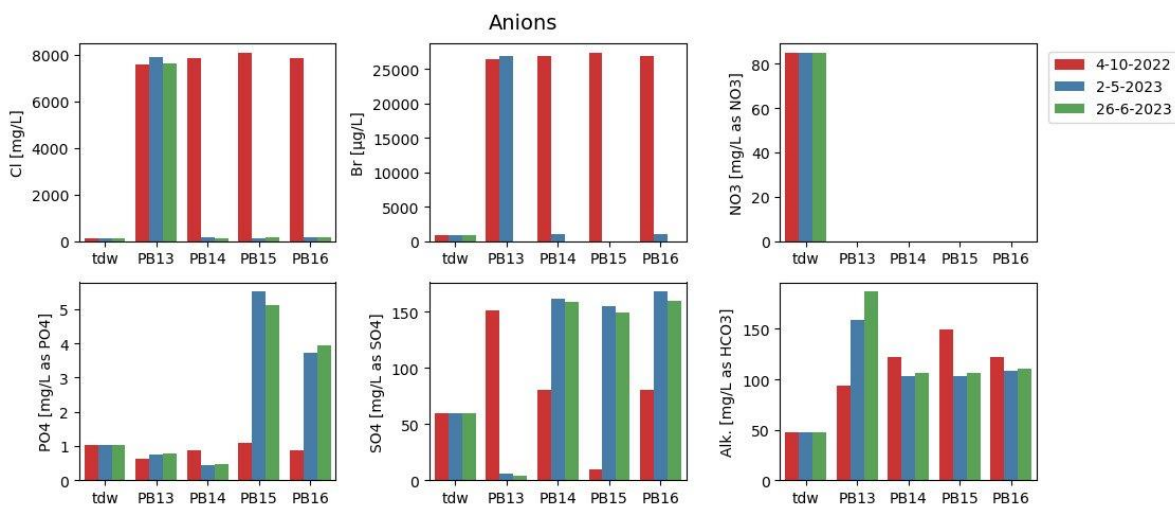 Anions
Cl [mg/L]
8000
6000
4000
2000
0
tdw PB13 PB14 PB15 PB16
Br [µg/L]
25000
20000
15000
10000
5000
0
tdw PB13 PB14 PB15 PB16
NO3 [mg/L as NO3]
80
60
40
20
0
tdw PB13 PB14 PB15 PB16
4-10-2022
2-5-2023
26-6-2023
PO4 [mg/L as PO4]
5
4
3
2
1
0
tdw PB13 PB14 PB15 PB16
SO4 [mg/L as SO4]
150
100
50
0
tdw PB13 PB14 PB15 PB16
Alk. [mg/L as HCO3]
150
100
50
0
tdw PB13 PB14 PB15 PB16